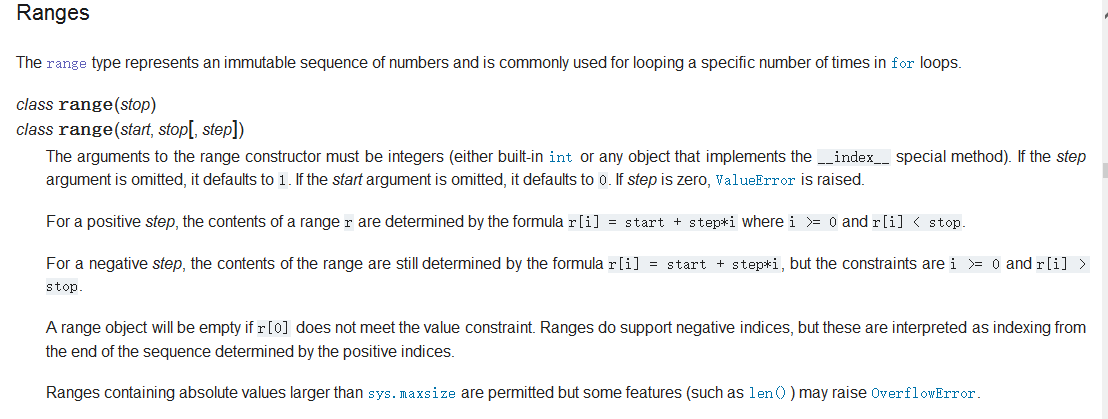 Ranges
The range type represents an immutable sequence of numbers and is commonly used for looping a specific number of times in for loops.
class range(stop)
class range(start, stop[, step])
The arguments to the range constructor must be integers (either built-in int or any object that implements the __index__ special method). If the step
argument is omitted, it defaults to 1. If the start argument is omitted, it defaults to 0. If step is zero, ValueError is raised.
For a positive step, the contents of a range r are determined by the formula r[i] = start + step*i where i >= 0 and r[i] < stop.
For a negative step, the contents of the range are still determined by the formula r[i] = start + step*i, but the constraints are i >= 0 and r[i] >
stop.
A range object will be empty if r[0] does not meet the value constraint. Ranges do support negative indices, but these are interpreted as indexing from
the end of the sequence determined by the positive indices.
Ranges containing absolute values larger than sys.maxsize are permitted but some features (such as len()) may raise OverflowError.